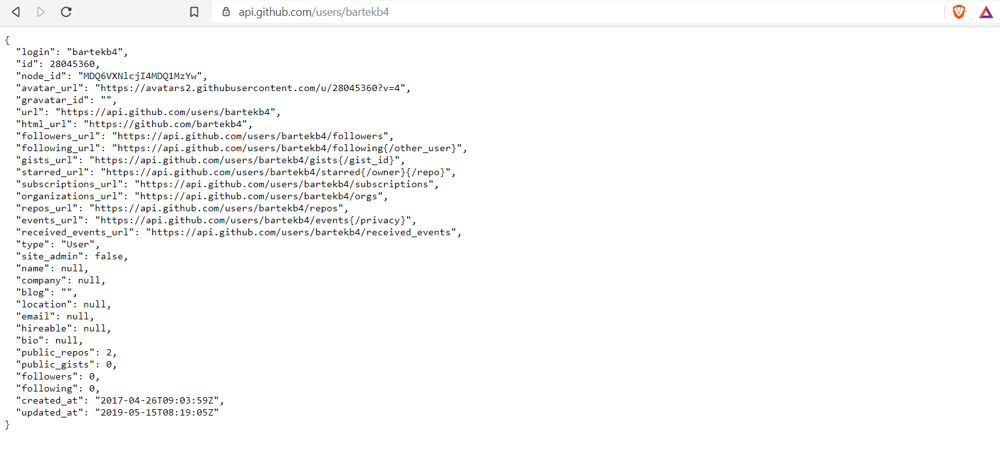 api.github.com/users/bartekb4
{
"login": "bartekb4",
"id": 28045360,
"node_id": "MDQ6VXNlcjI4MDQ1MzYw",
"avatar_url": "https://avatars2.githubusercontent.com/u/28045360?v=4",
"gravatar_id": "",
"url": "https://api.github.com/users/bartekb4",
"html_url": "https://github.com/bartekb4",
"followers_url": "https://api.github.com/users/bartekb4/followers",
"following_url": "https://api.github.com/users/bartekb4/following{/other_user}",
"gists_url": "https://api.github.com/users/bartekb4/gists{/gist_id}",
"starred_url": "https://api.github.com/users/bartekb4/starred{/owner}{/repo}",
"subscriptions_url": "https://api.github.com/users/bartekb4/subscriptions",
"organizations_url": "https://api.github.com/users/bartekb4/orgs",
"repos_url": "https://api.github.com/users/bartekb4/repos",
"events_url": "https://api.github.com/users/bartekb4/events{/privacy}",
"received_events_url": "https://api.github.com/users/bartekb4/received_events",
"type": "User",
"site_admin": false,
"name": null,
"company": null,
"blog": "",
"location": null,
"email": null,
"hireable": null,
"bio": null,
"public_repos": 2,
"public_gists": 0,
"followers": 0,
"following": 0,
"created_at": "2017-04-26T09:03:59Z",
"updated_at": "2019-05-15T08:19:05Z"
}